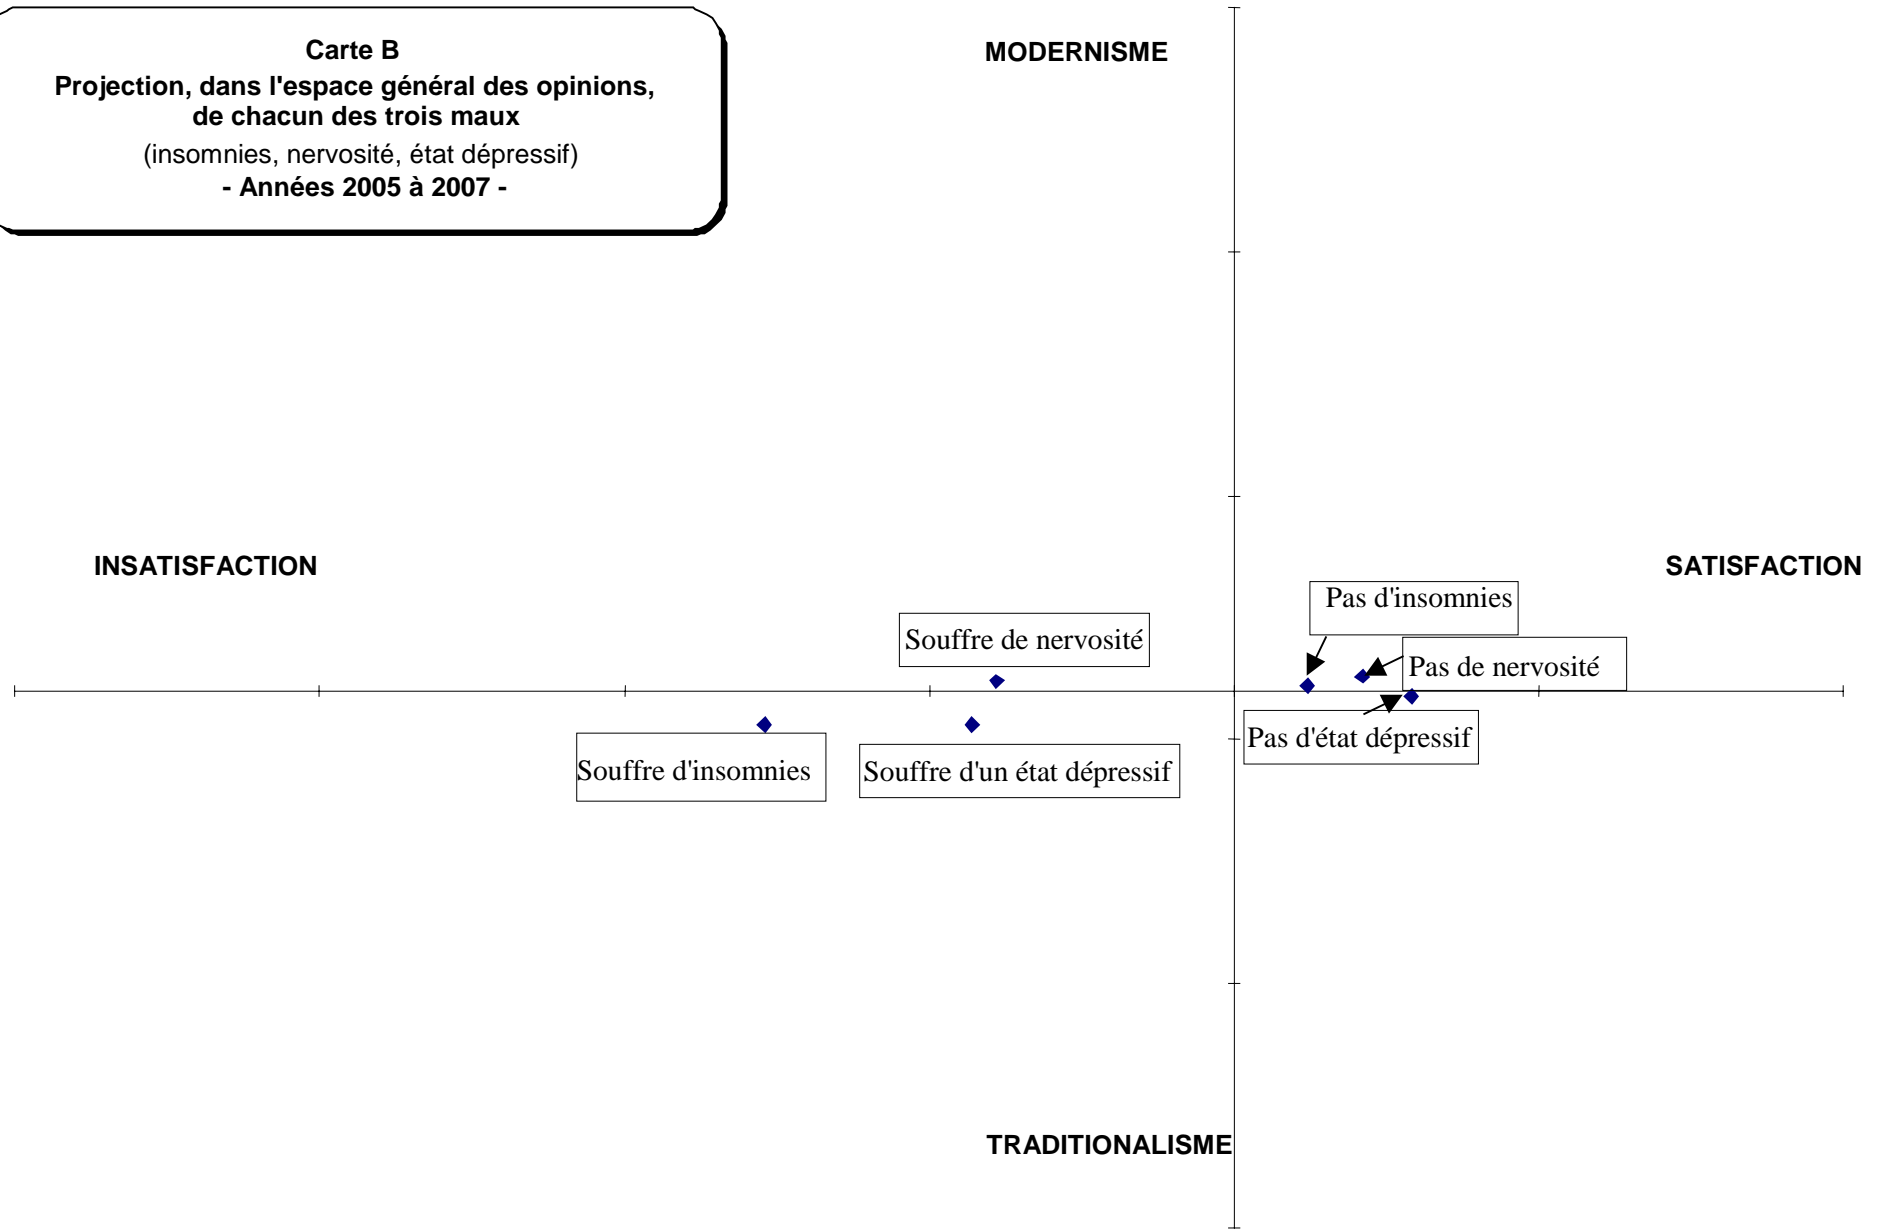 Carte B
Projection, dans l'espace général des opinions,
de chacun des trois maux
(insomnies, nervosité, état dépressif)
- Années 2005 à 2007 -
MODERNISME
INSATISFACTION
SATISFACTION
Pas d'insomnies
Souffre de nervosité
Pas de nervosité
Pas d'état dépressif
Souffre d'insomnies
Souffre d'un état dépressif
TRADITIONALISME